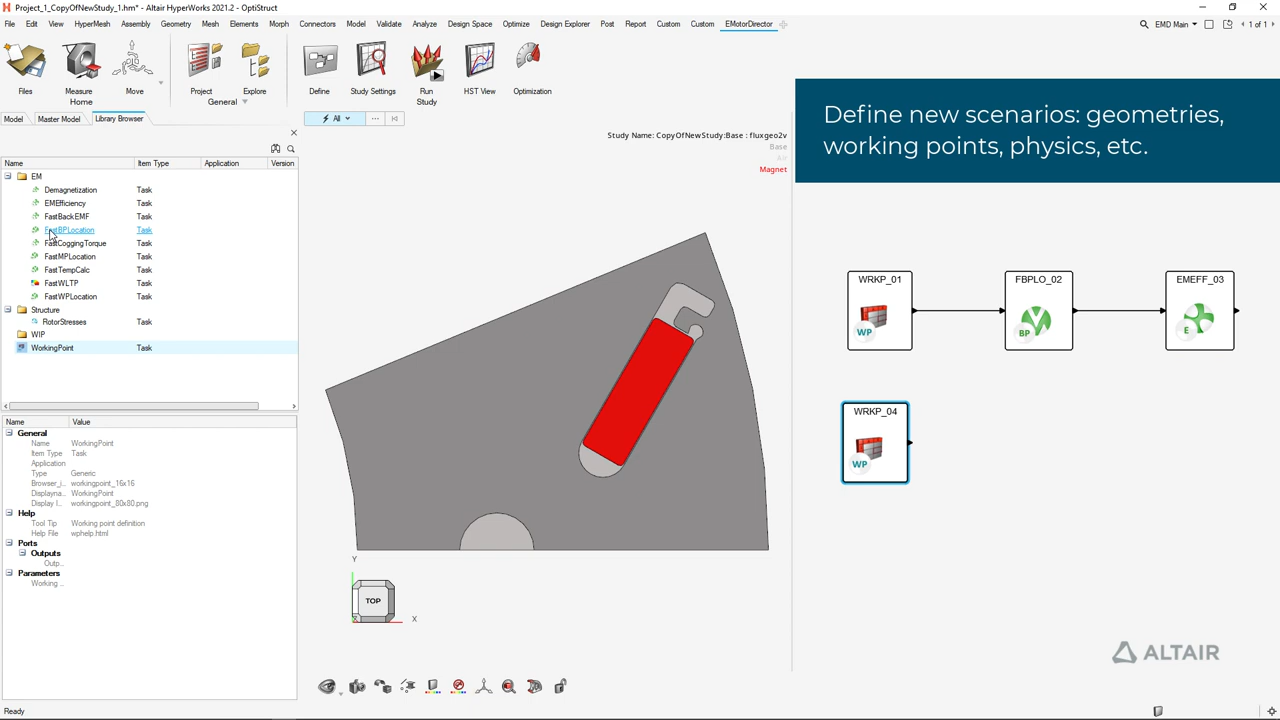 Project_1_CopyOfNewStudy_1.hm* - Altair HyperWorks 2021.2 - OptiStruct
File Edit View HyperMesh Assembly Geometry Mesh Elements Morph Connectors Model Validate Analyze Design Space Optimize Design Explorer Post Report Custom Custom EMotorDirector EMD Main 1 of 1
Files Measure Move Project Explore Define Study Settings Run Study HST View Optimization
Home General
Model Master Model Library Browser
All
Study Name: CopyOfNewStudy:Base : fluxgeo2v
Base
Air
Magnet
Define new scenarios: geometries,
working points, physics, etc.
Name Item Type Application Version
EM
Demagnetization Task
EMEfficiency Task
FastBackEMF Task
FastBPLocation Task
FastCoggingTorque Task
FastMPLocation Task
FastTempCalc Task
FastWLTP Task
FastWPLocation Task
Structure
RotorStresses Task
WIP
WorkingPoint Task
Name Value
General
Name WorkingPoint
Item Type Task
Application
Type Generic
Browser_i... workingpoint_16x16
Displayna... WorkingPoint
Display I... workingpoint_80x80.png
Help
Tool Tip Working point definition
Help File wphelp.html
Ports
Outputs
Outp...
Parameters
Working ...
WRKP_01
WP
FBPLO_02
BP
EMEFF_03
E
WRKP_04
WP
Y
TOP
X
ALTAIR
Ready